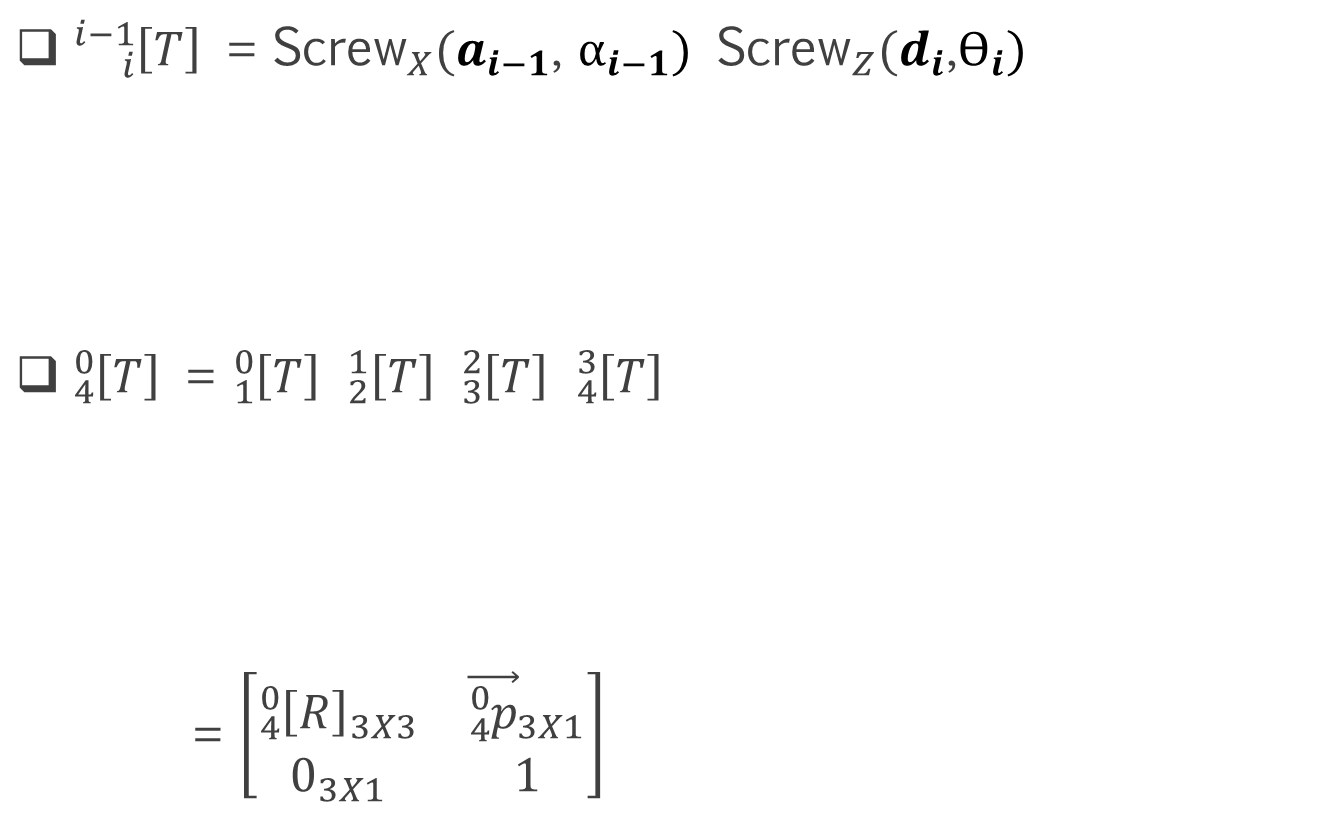 ❑ ^{i−1}_{i}[T] = Screw_X(a_{i−1}, α_{i−1}) Screw_Z(d_i,Ɵ_i)
❑ ^0_4[T] = ^0_1[T] ^1_2[T] ^2_3[T] ^3_4[T]
= [ ^0_4[R]_{3X3} \overrightarrow{^0_4p}_{3X1}
0_{3X1} 1 ]